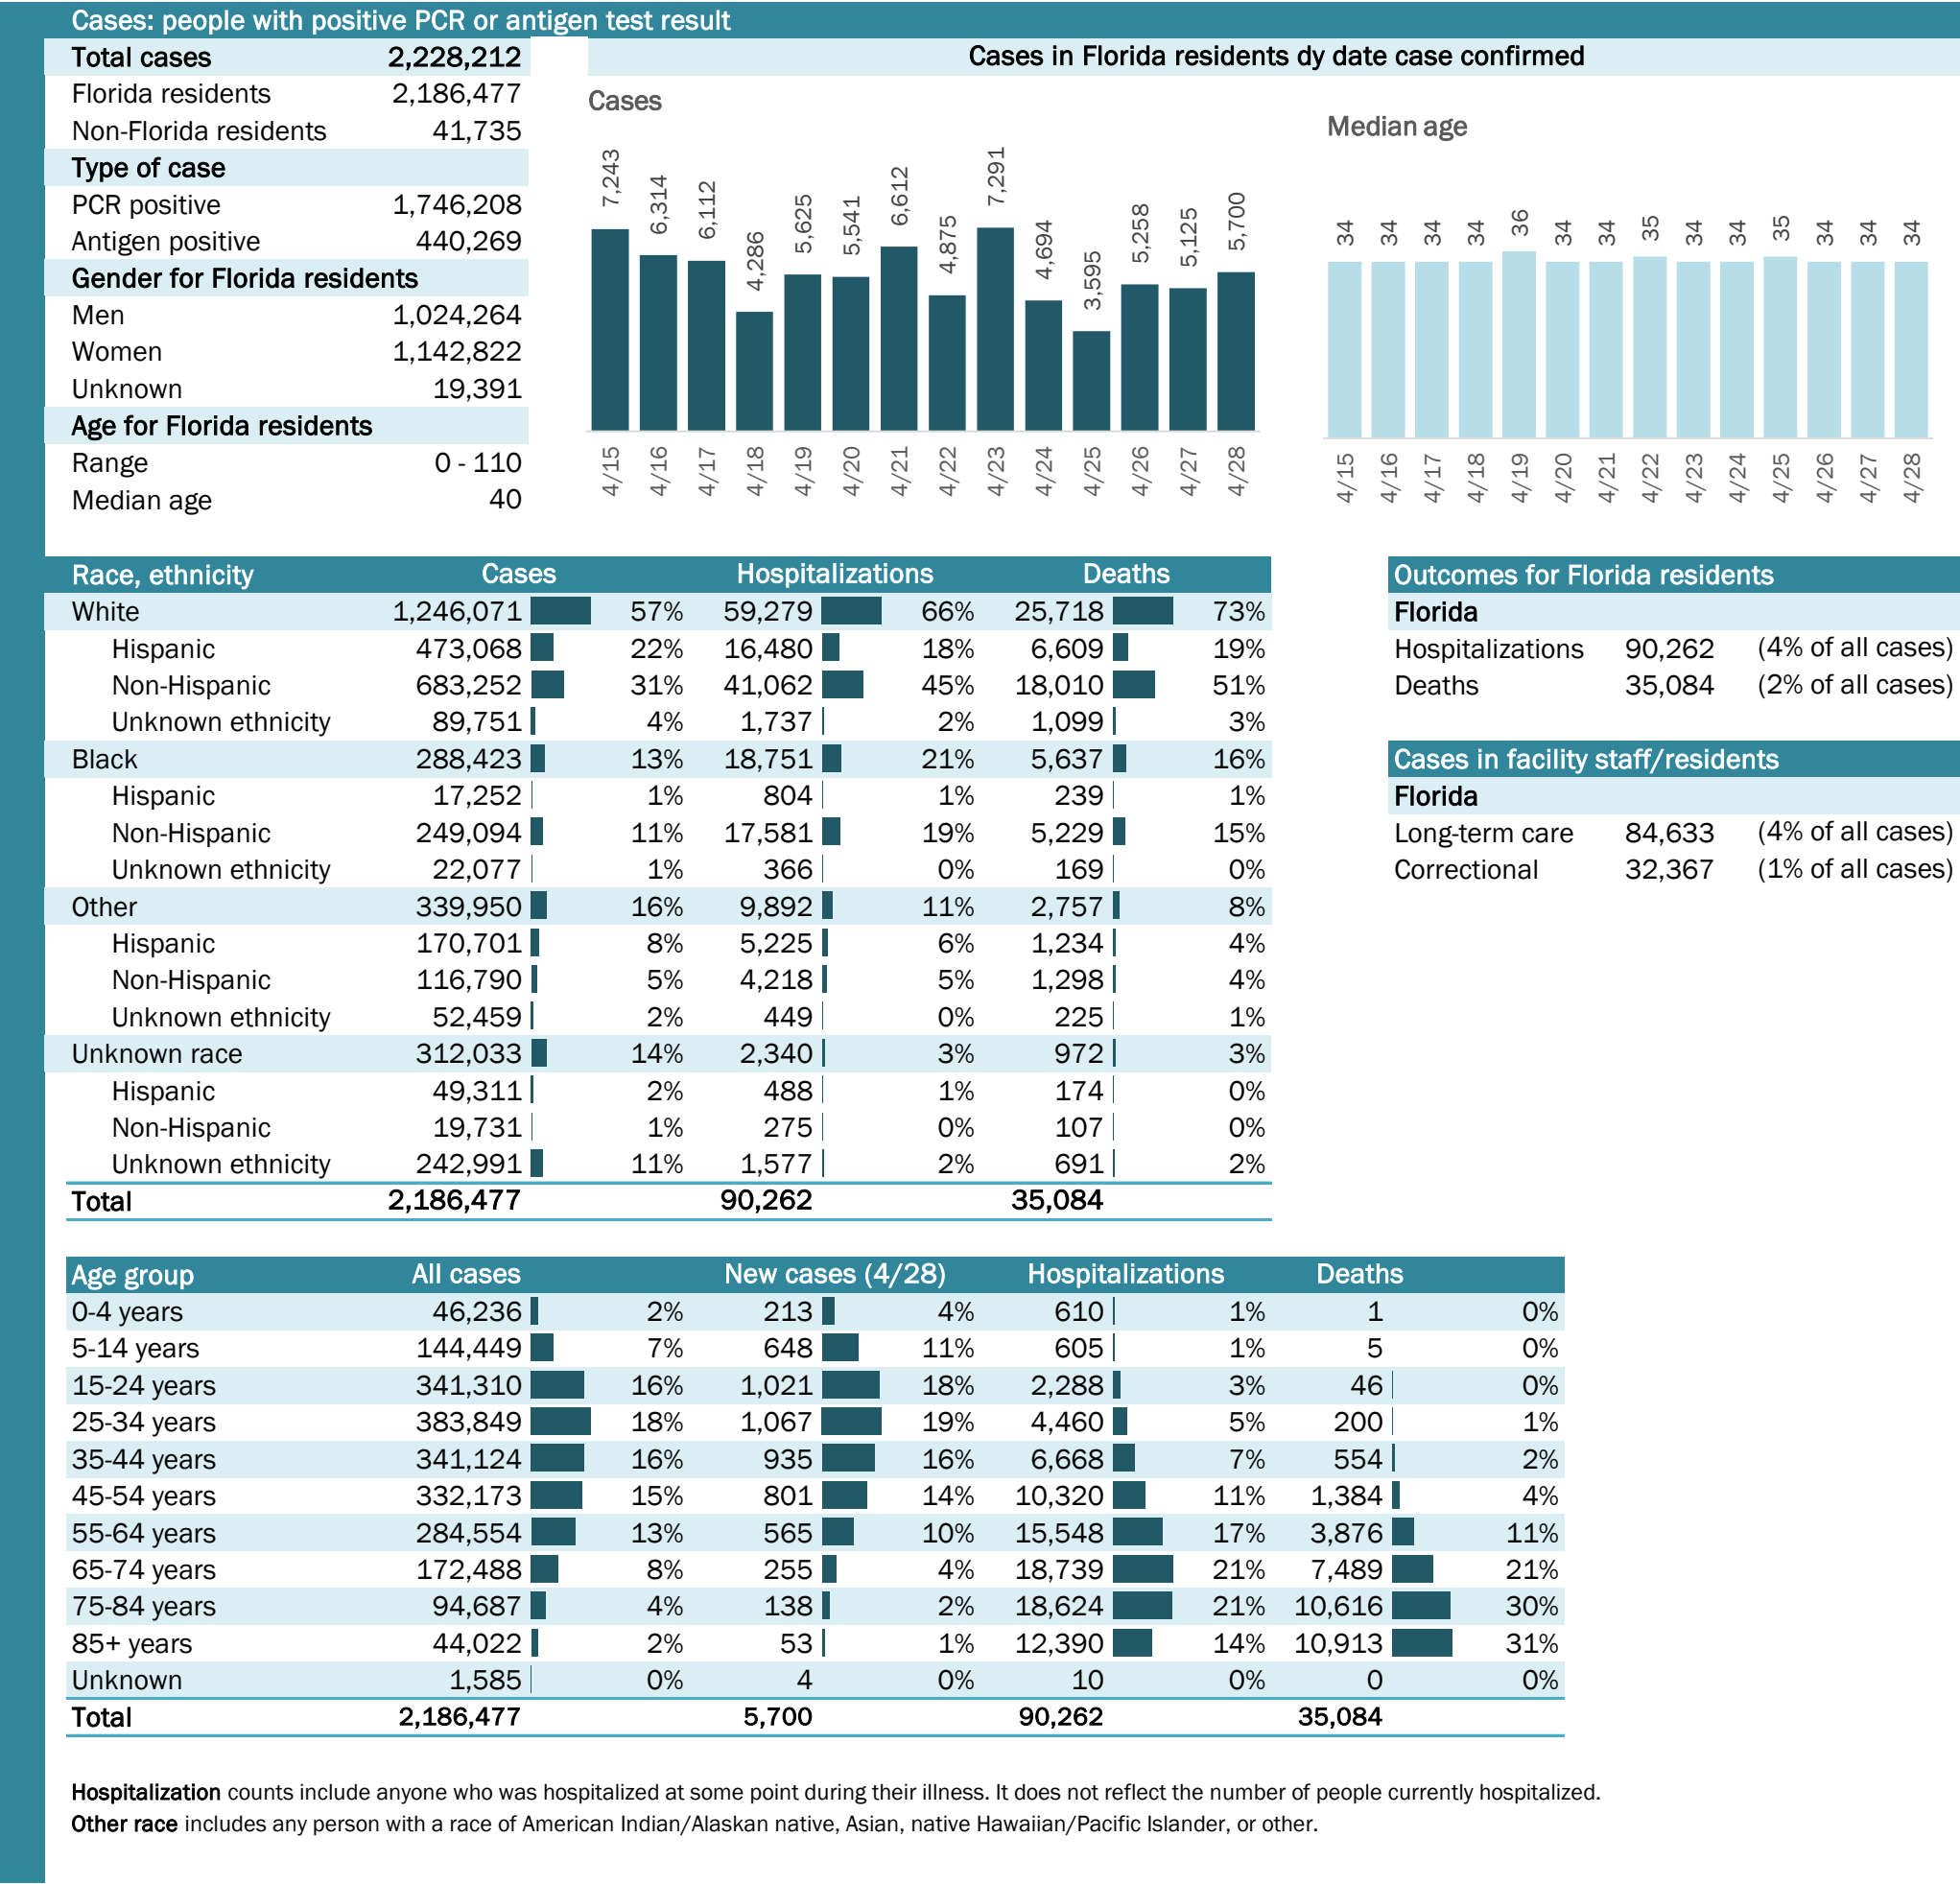 Cases: people with positive PCR or antigen test result
Total cases 2,228,212
Florida residents 2,186,477
Non-Florida residents 41,735
Type of case
PCR positive 1,746,208
Antigen positive 440,269
Gender for Florida residents
Men 1,024,264
Women 1,142,822
Unknown 19,391
Age for Florida residents
Range 0 - 110
Median age 40
Cases in Florida residents dy date case confirmed
Cases
7,243 6,314 6,112 4,286 5,625 5,541 6,612 4,875 7,291 4,694 3,595 5,258 5,125 5,700
4/15 4/16 4/17 4/18 4/19 4/20 4/21 4/22 4/23 4/24 4/25 4/26 4/27 4/28
Median age
34 34 34 34 36 34 34 35 34 34 35 34 34 34
4/15 4/16 4/17 4/18 4/19 4/20 4/21 4/22 4/23 4/24 4/25 4/26 4/27 4/28
Race, ethnicity Cases Hospitalizations Deaths
White 1,246,071 57% 59,279 66% 25,718 73%
Hispanic 473,068 22% 16,480 18% 6,609 19%
Non-Hispanic 683,252 31% 41,062 45% 18,010 51%
Unknown ethnicity 89,751 4% 1,737 2% 1,099 3%
Black 288,423 13% 18,751 21% 5,637 16%
Hispanic 17,252 1% 804 1% 239 1%
Non-Hispanic 249,094 11% 17,581 19% 5,229 15%
Unknown ethnicity 22,077 1% 366 0% 169 0%
Other 339,950 16% 9,892 11% 2,757 8%
Hispanic 170,701 8% 5,225 6% 1,234 4%
Non-Hispanic 116,790 5% 4,218 5% 1,298 4%
Unknown ethnicity 52,459 2% 449 0% 225 1%
Unknown race 312,033 14% 2,340 3% 972 3%
Hispanic 49,311 2% 488 1% 174 0%
Non-Hispanic 19,731 1% 275 0% 107 0%
Unknown ethnicity 242,991 11% 1,577 2% 691 2%
Total 2,186,477 90,262 35,084
Outcomes for Florida residents
Florida
Hospitalizations 90,262 (4% of all cases)
Deaths 35,084 (2% of all cases)
Cases in facility staff/residents
Florida
Long-term care 84,633 (4% of all cases)
Correctional 32,367 (1% of all cases)
Age group All cases New cases (4/28) Hospitalizations Deaths
0-4 years 46,236 2% 213 4% 610 1% 1 0%
5-14 years 144,449 7% 648 11% 605 1% 5 0%
15-24 years 341,310 16% 1,021 18% 2,288 3% 46 0%
25-34 years 383,849 18% 1,067 19% 4,460 5% 200 1%
35-44 years 341,124 16% 935 16% 6,668 7% 554 2%
45-54 years 332,173 15% 801 14% 10,320 11% 1,384 4%
55-64 years 284,554 13% 565 10% 15,548 17% 3,876 11%
65-74 years 172,488 8% 255 4% 18,739 21% 7,489 21%
75-84 years 94,687 4% 138 2% 18,624 21% 10,616 30%
85+ years 44,022 2% 53 1% 12,390 14% 10,913 31%
Unknown 1,585 0% 4 0% 10 0% 0 0%
Total 2,186,477 5,700 90,262 35,084
Hospitalization counts include anyone who was hospitalized at some point during their illness. It does not reflect the number of people currently hospitalized.
Other race includes any person with a race of American Indian/Alaskan native, Asian, native Hawaiian/Pacific Islander, or other.